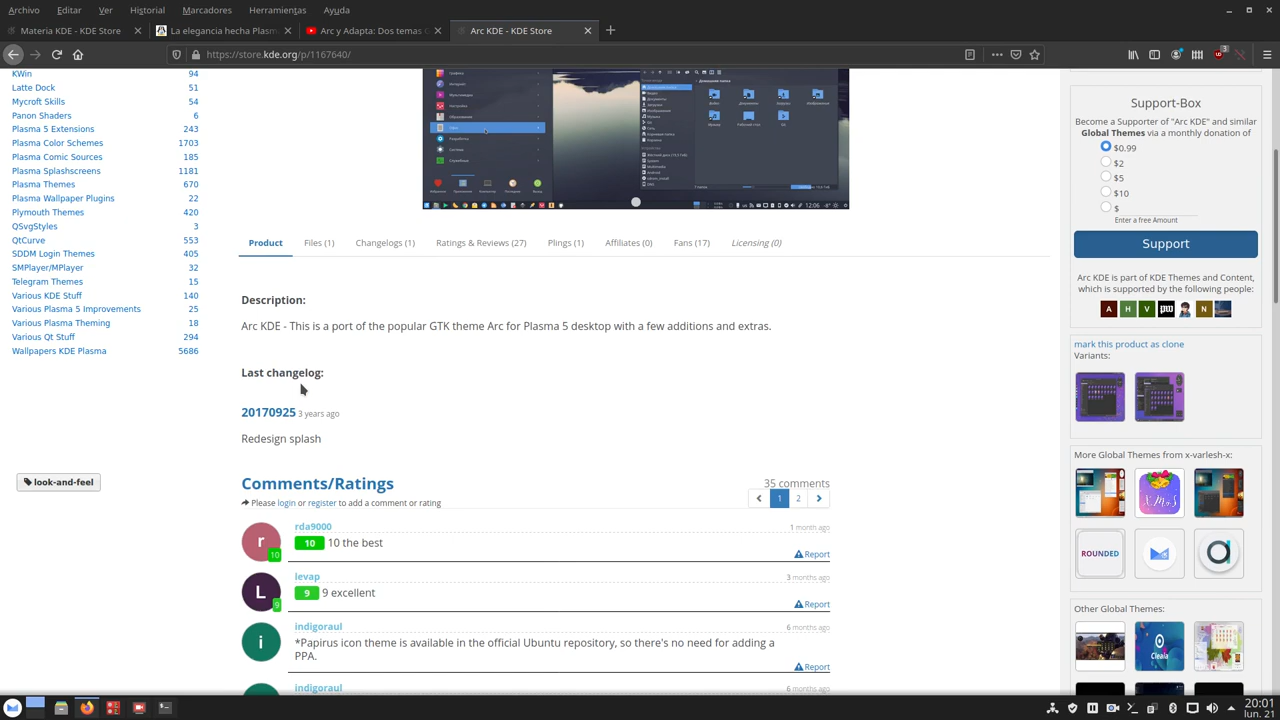 Archivo Editar Ver Historial Marcadores Herramientas Ayuda
Materia KDE - KDE Store
La elegancia hecha Plasm
Arc y Adapta: Dos temas G
Arc KDE - KDE Store
https://store.kde.org/p/1167640/
3
KWin 94
Latte Dock 51
Mycroft Skills 54
Panon Shaders 6
Plasma 5 Extensions 243
Plasma Color Schemes 1703
Plasma Comic Sources 185
Plasma Splashscreens 1181
Plasma Themes 670
Plasma Wallpaper Plugins 22
Plymouth Themes 420
QSvgStyles 3
QtCurve 553
SDDM Login Themes 405
SMPlayer/MPlayer 32
Telegram Themes 15
Various KDE Stuff 140
Various Plasma 5 Improvements 25
Various Plasma Theming 18
Various Qt Stuff 294
Wallpapers KDE Plasma 5686
look-and-feel
12:06
Product Files (1) Changelogs (1) Ratings & Reviews (27) Plings (1) Affiliates (0) Fans (17) Licensing (0)
Description:
Arc KDE - This is a port of the popular GTK theme Arc for Plasma 5 desktop with a few additions and extras.
Last changelog:
20170925 3 years ago
Redesign splash
Comments/Ratings
35 comments
Please login or register to add a comment or rating
1 2
r 10
rda9000 1 month ago
10 10 the best
Report
L 9
levap 3 months ago
9 9 excellent
Report
i
indigoraul 6 months ago
*Papirus icon theme is available in the official Ubuntu repository, so there's no need for adding a
PPA.
Report
indigoraul 6 months ago
Support-Box
Become a Supporter of "Arc KDE" and similar
Global Themes via a monthly donation of
$0.99
$2
$5
$10
$
Enter a free Amount
Support
Arc KDE is part of KDE Themes and Content,
which is supported by the following people:
A H V N
mark this product as clone
Variants:
More Global Themes from x-varlesh-x:
XMAS
ROUNDED
Other Global Themes:
Cleaia
20:01
lun. 21